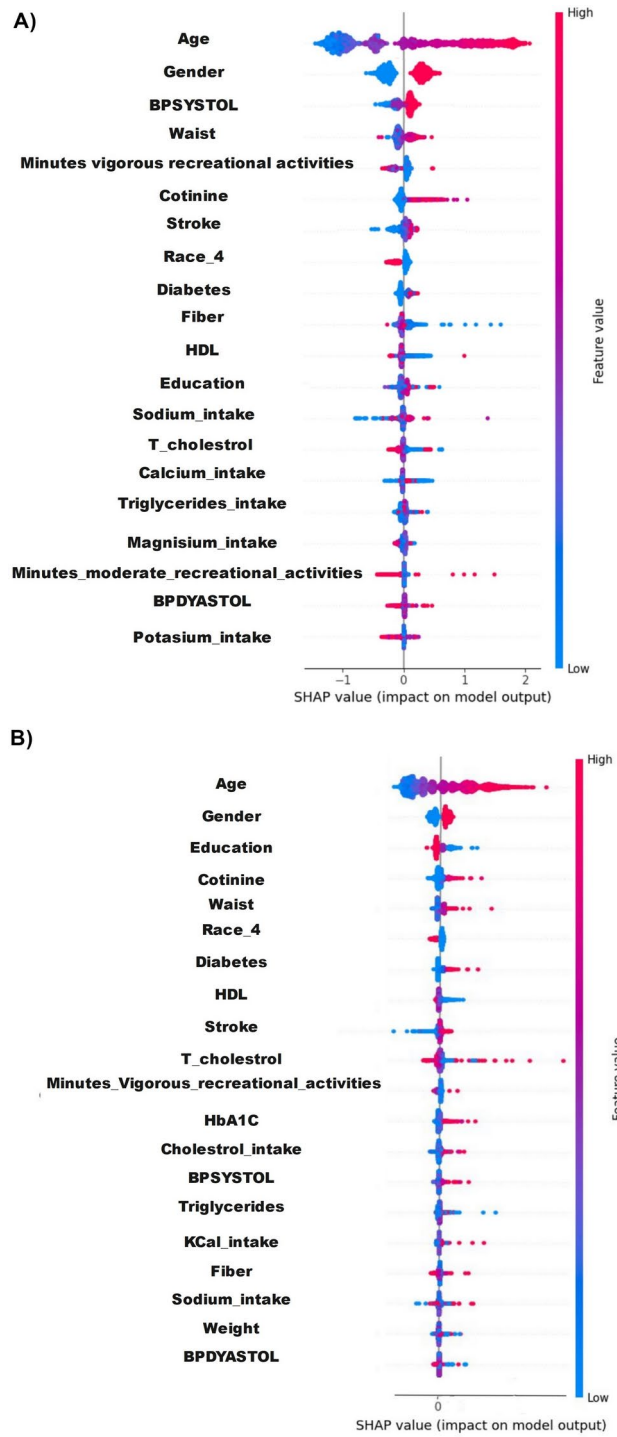 A)
High
Age
Gender
BPSYSTOL
Waist
Minutes vigorous recreational activities
Cotinine
Stroke
Race_4
Diabetes
Fiber
HDL
Education
Sodium_intake
T_cholestrol
Calcium_intake
Triglycerides_intake
Magnisium_intake
Minutes_moderate_recreational_activities
BPDYASTOL
Potasium_intake
Feature value
Low
-1 0 1 2
SHAP value (impact on model output)
B)
High
Age
Gender
Education
Cotinine
Waist
Race_4
Diabetes
HDL
Stroke
T_cholestrol
Minutes_Vigorous_recreational_activities
HbA1C
Cholestrol_intake
BPSYSTOL
Triglycerides
KCal_intake
Fiber
Sodium_intake
Weight
BPDYASTOL
Feature value
Low
0
SHAP value (impact on model output)